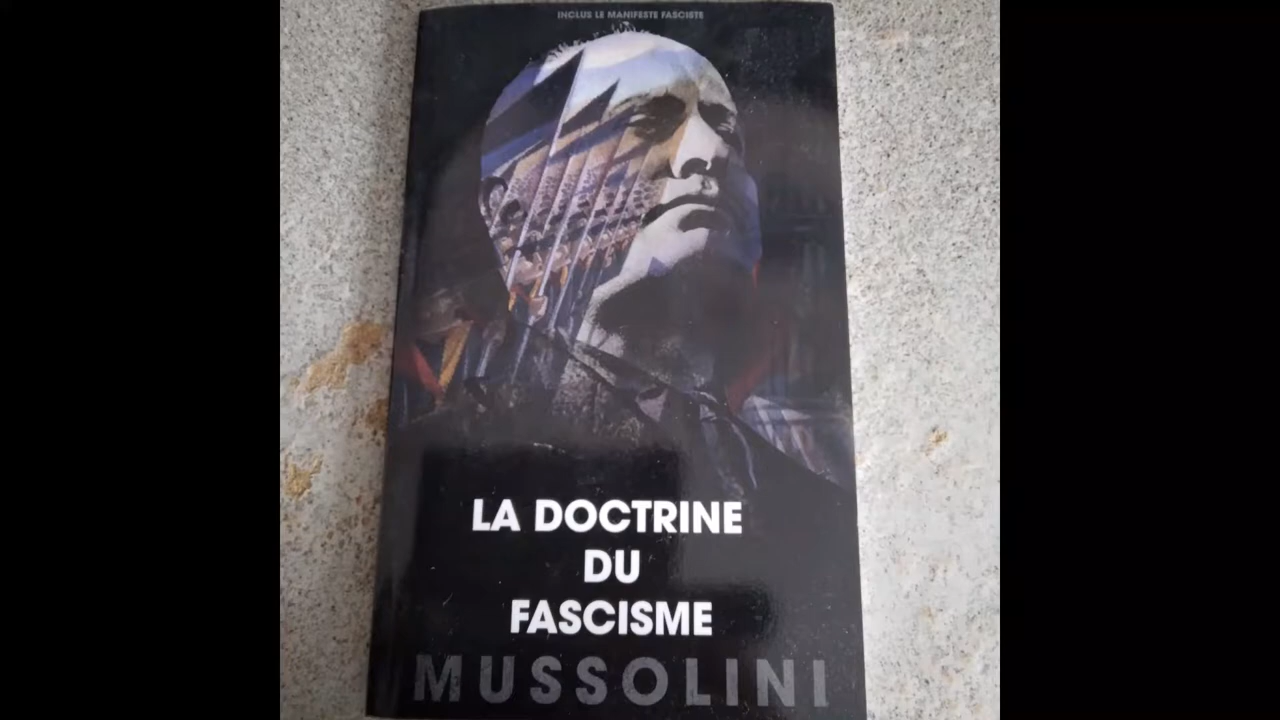 INCLUS LE MANIFESTE FASCISTE
LA DOCTRINE
DU
FASCISME
MUSSOLINI